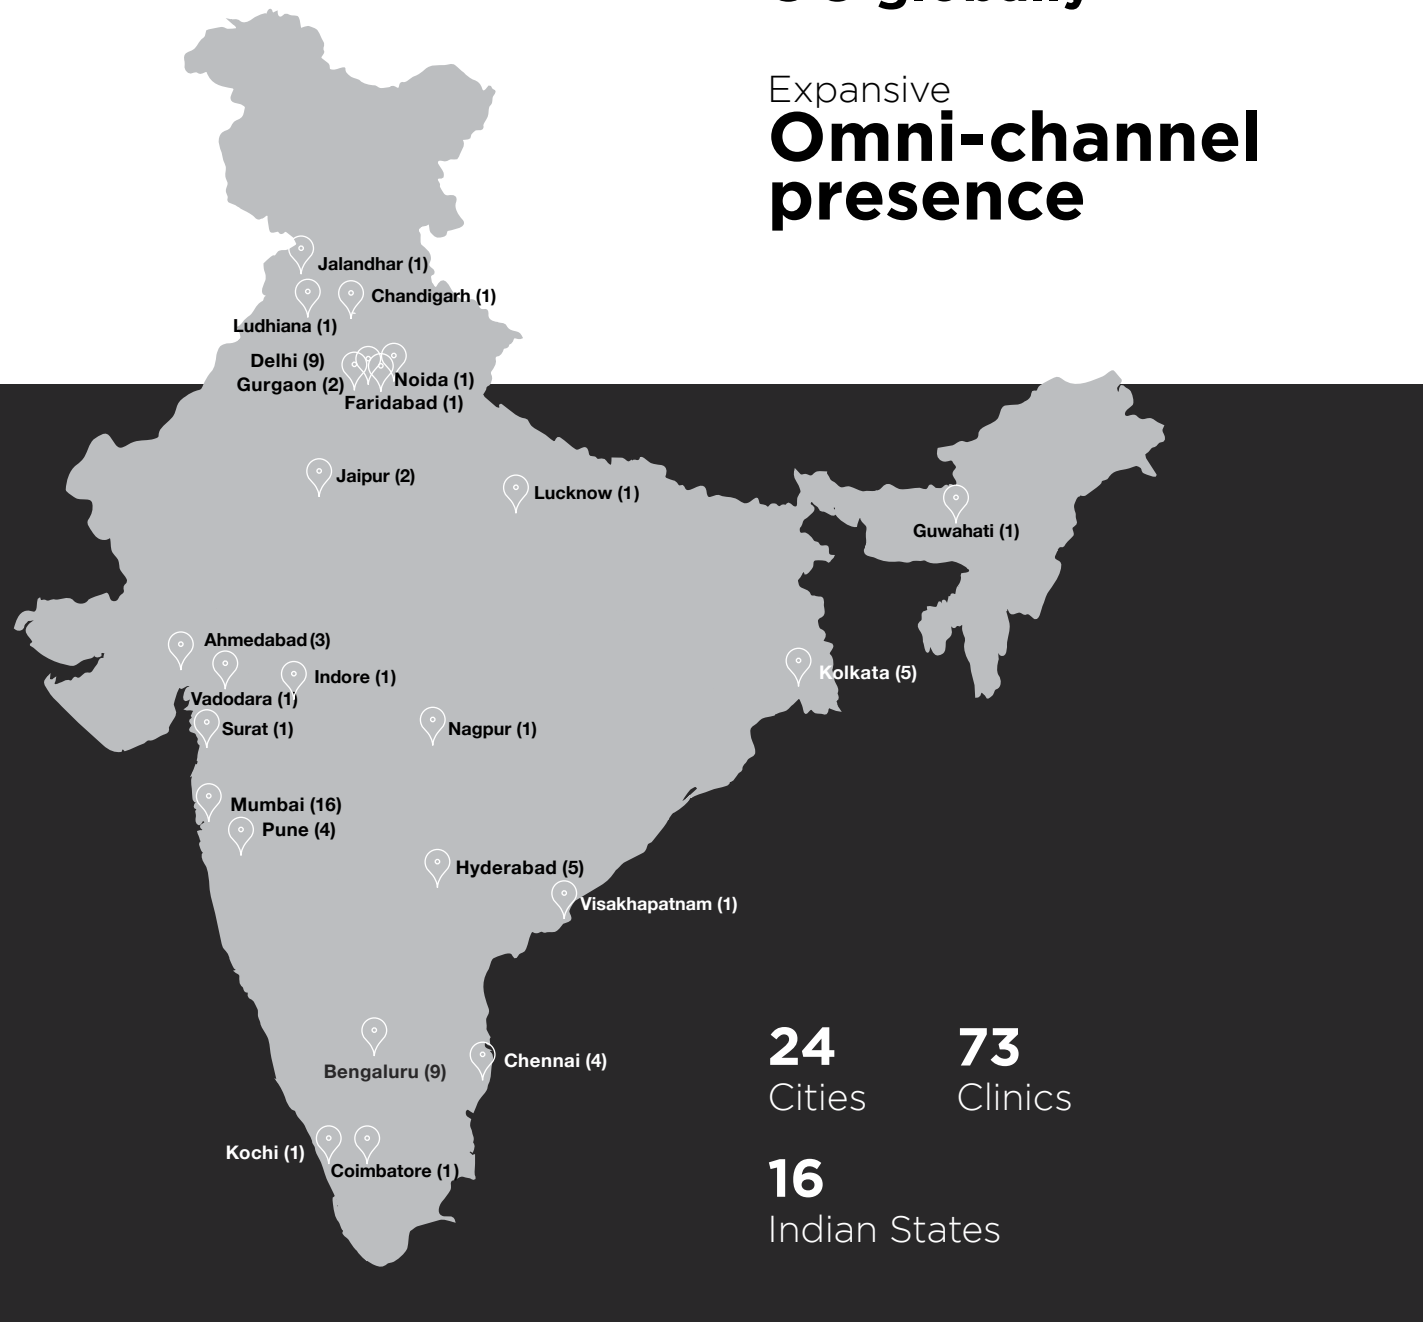 Expansive
Omni-channel
presence
Jalandhar (1)
Chandigarh (1)
Ludhiana (1)
Delhi (9)
Gurgaon (2)
Noida (1)
Faridabad (1)
Jaipur (2)
Lucknow (1)
Guwahati (1)
Ahmedabad (3)
Indore (1)
Kolkata (5)
Vadodara (1)
Surat (1)
Nagpur (1)
Mumbai (16)
Pune (4)
Hyderabad (5)
Visakhapatnam (1)
Bengaluru (9)
Chennai (4)
Kochi (1)
Coimbatore (1)
24
Cities
73
Clinics
16
Indian States